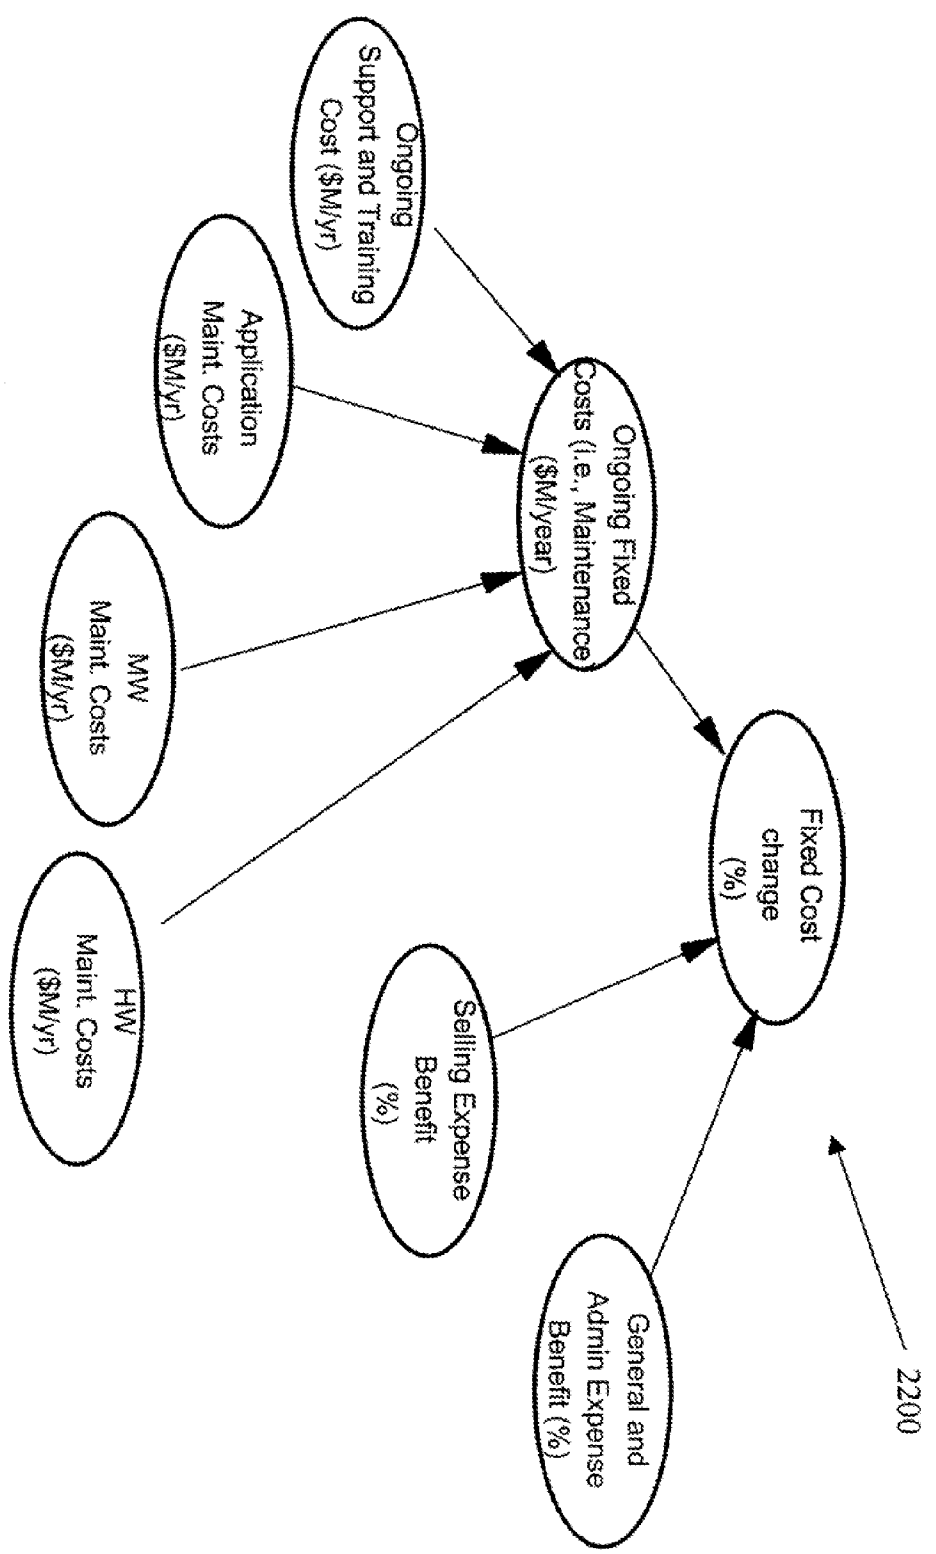 2200
Fixed Cost
change
(%)
Ongoing Fixed
Costs (i.e., Maintenance
($M/year)
General and
Admin Expense
Benefit (%)
Selling Expense
Benefit
(%)
Ongoing
Support and Training
Cost ($M/yr)
Application
Maint. Costs
($M/yr)
MW
Maint. Costs
($M/yr)
HW
Maint. Costs
($M/yr)